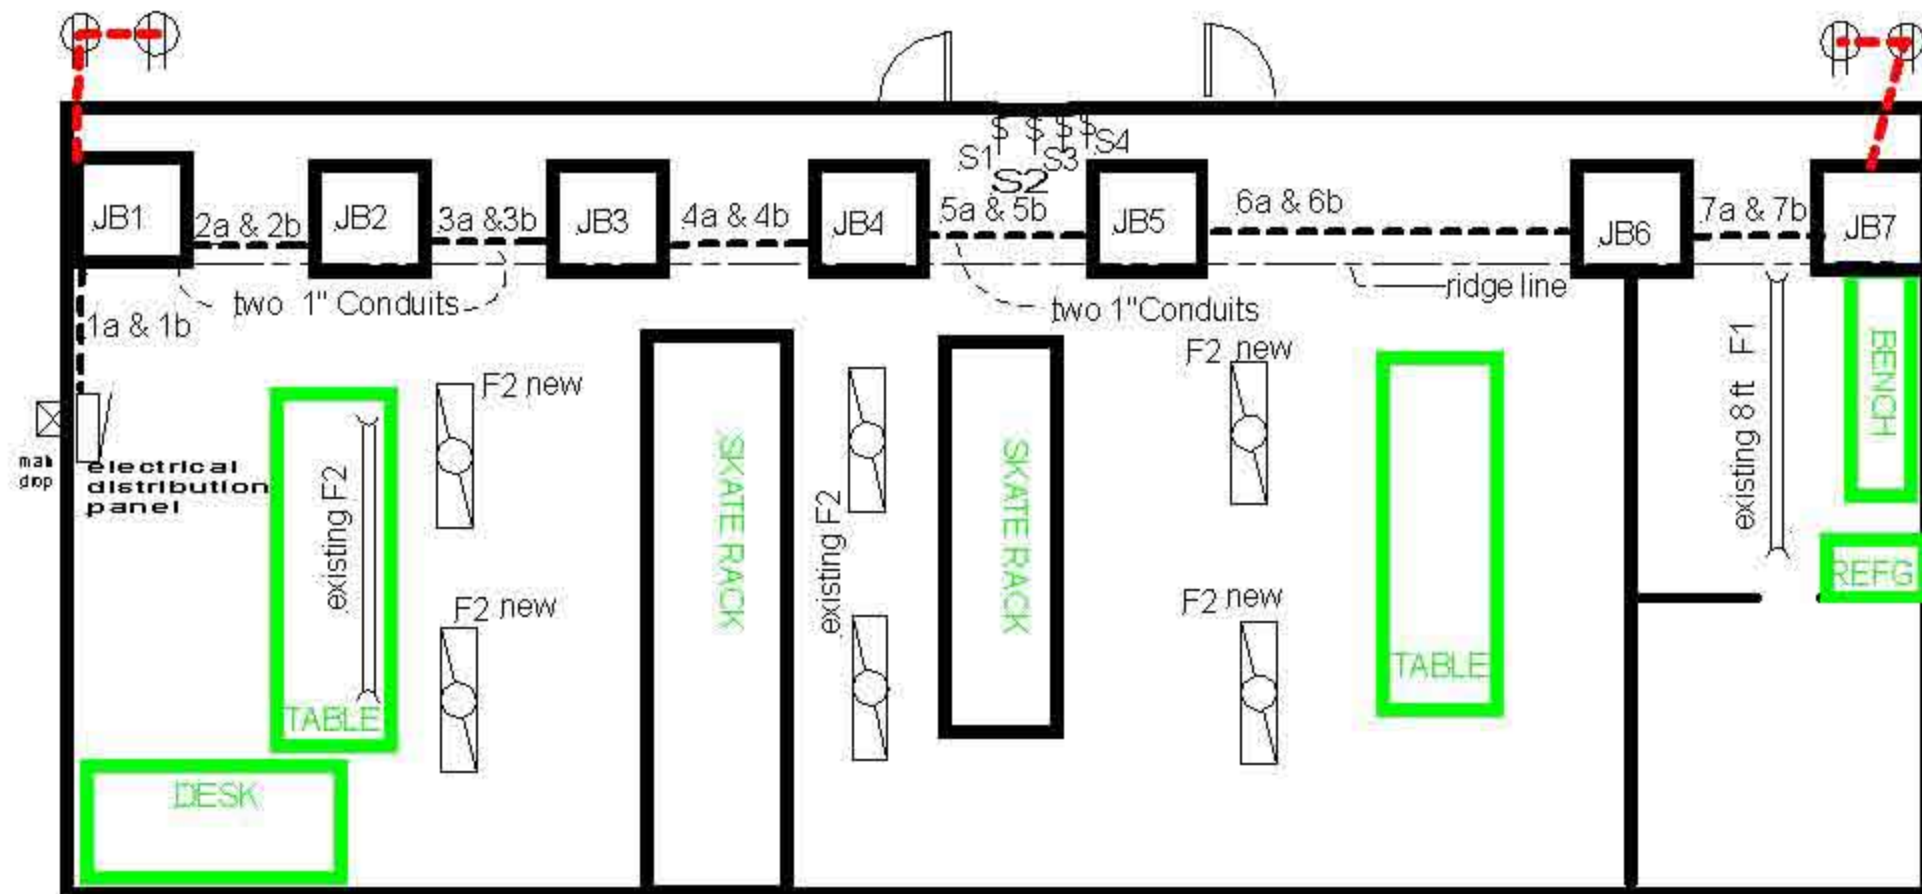 $ $ $ $
S1
S2
S3
S4
JB1
2a & 2b
JB2
3a &3b
JB3
4a & 4b
JB4
5a & 5b
JB5
6a & 6b
JB6
7a & 7b
JB7
two 1" Conduits
two 1"Conduits
ridge line
1a & 1b
electrical
distribution
panel
drop
existing F2
TABLE
DESK
F2 new
F2 new
SKATE RACK
existing F2
SKATE RACK
F2 new
F2 new
TABLE
existing 8 ft F1
BENCH
REFG